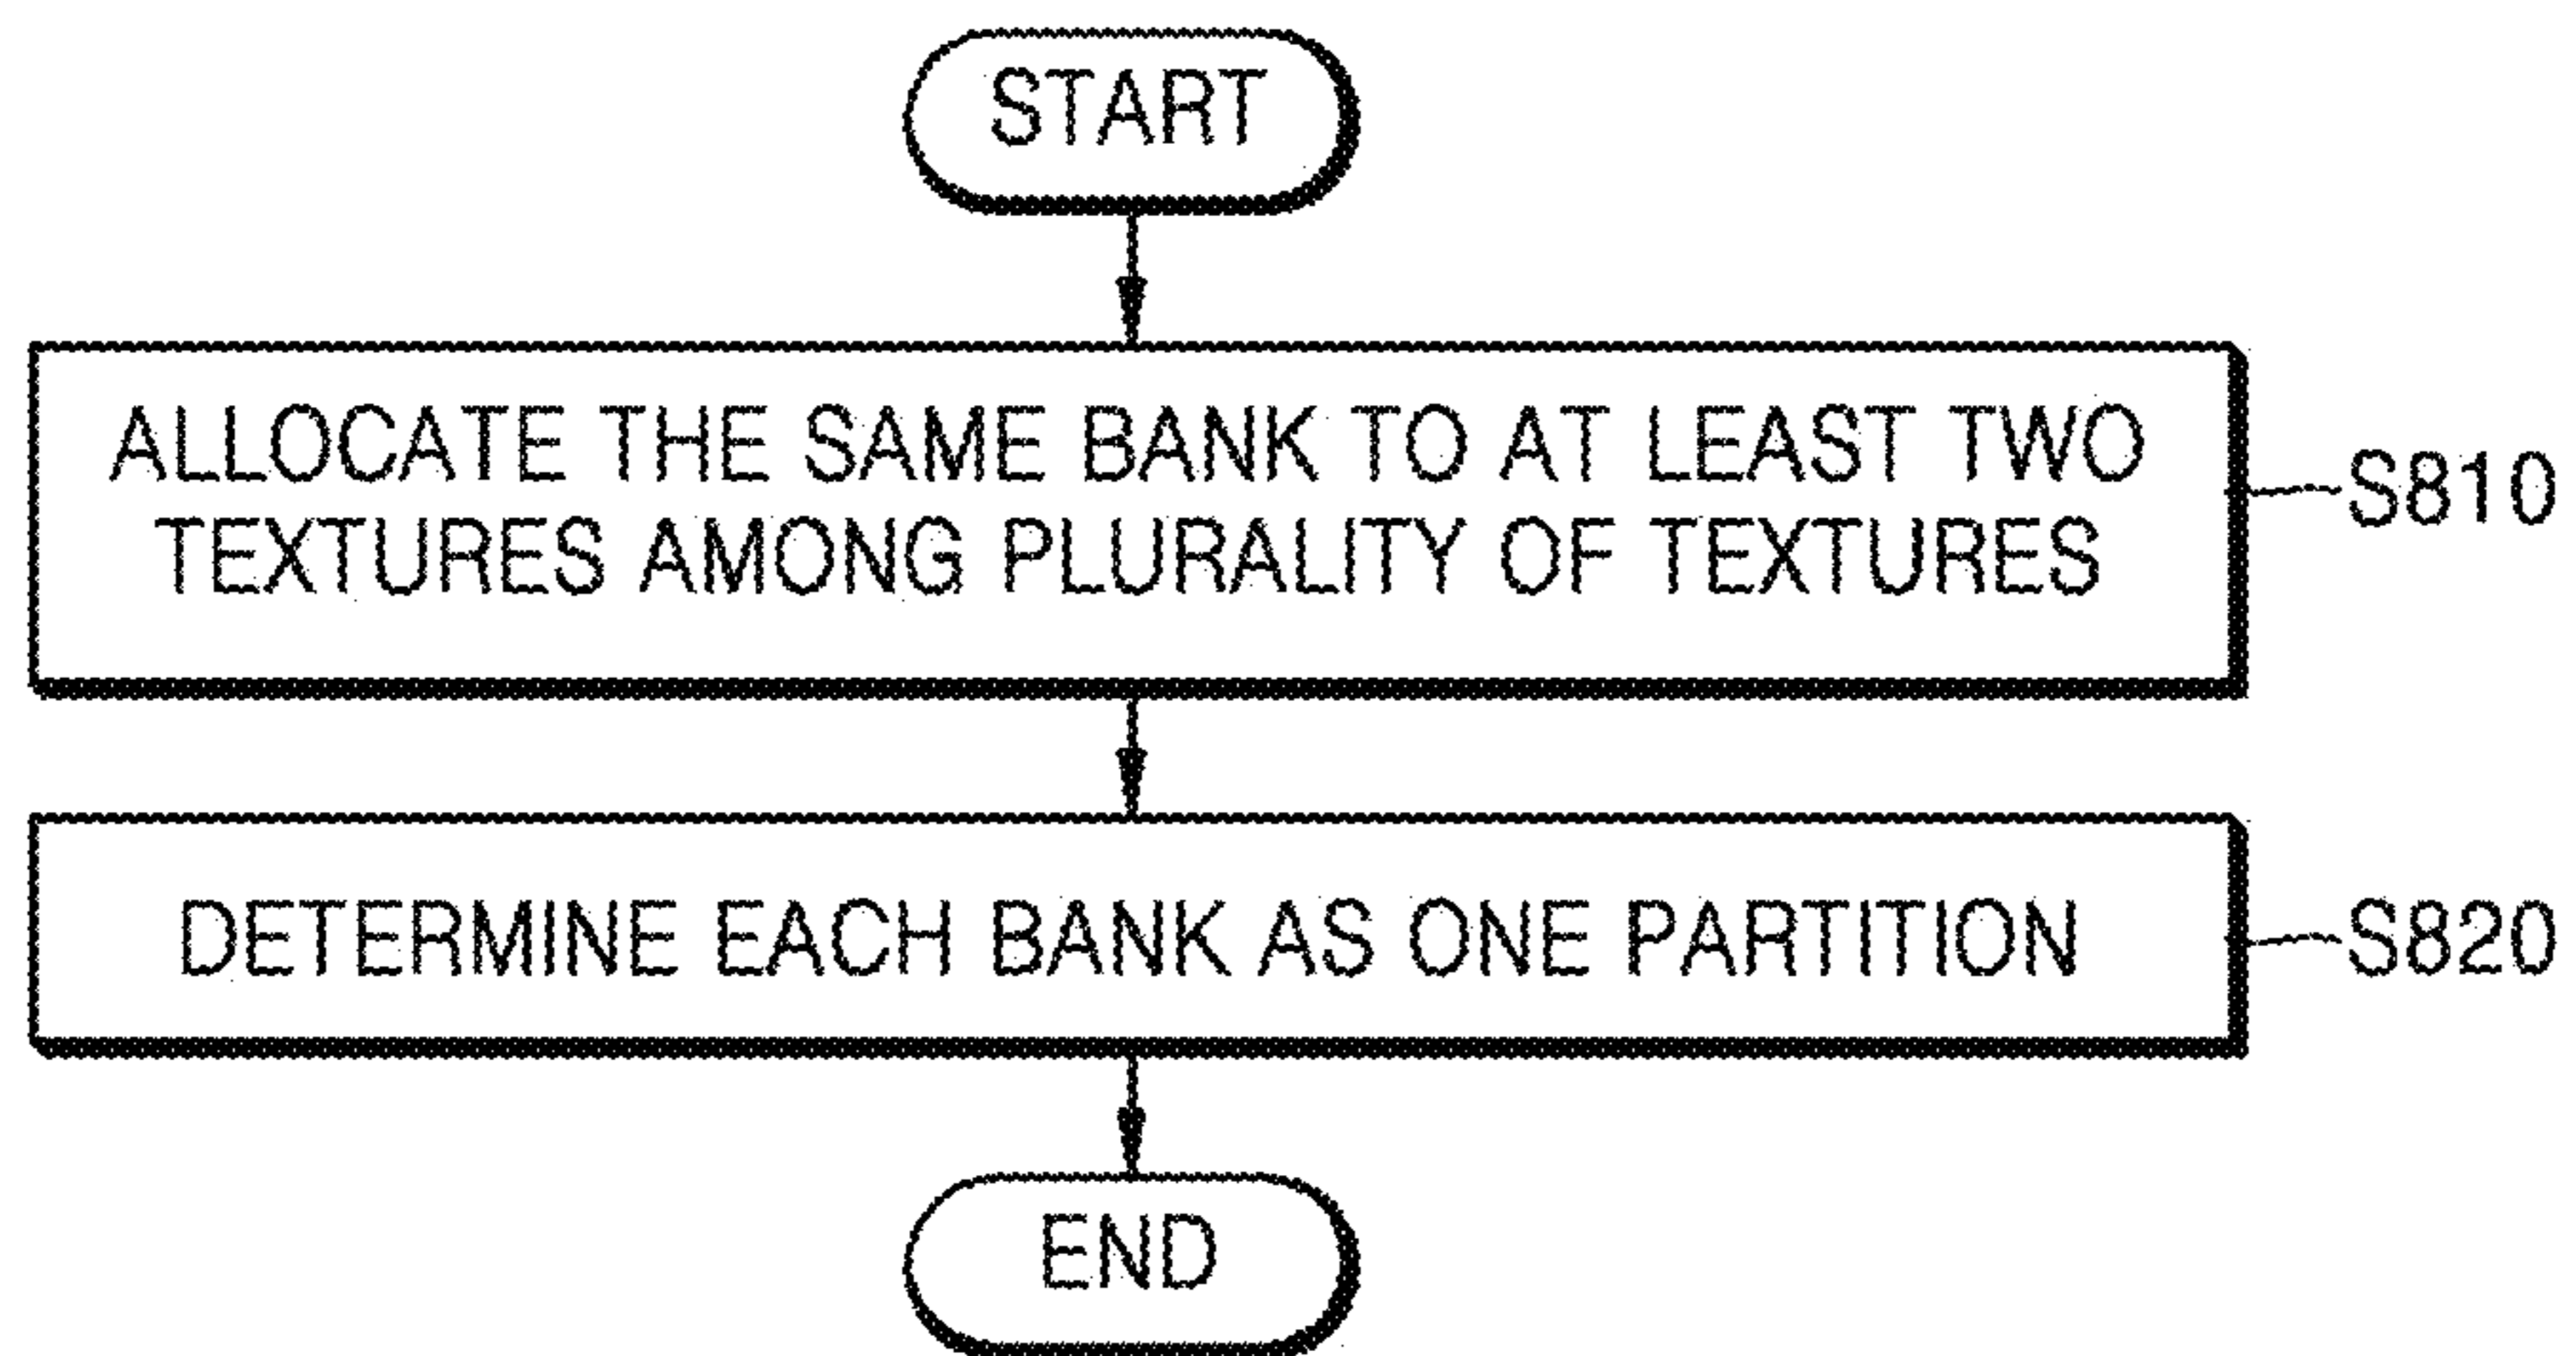 START
ALLOCATE THE SAME BANK TO AT LEAST TWO
TEXTURES AMONG PLURALITY OF TEXTURES
S810
DETERMINE EACH BANK AS ONE PARTITION
S820
END